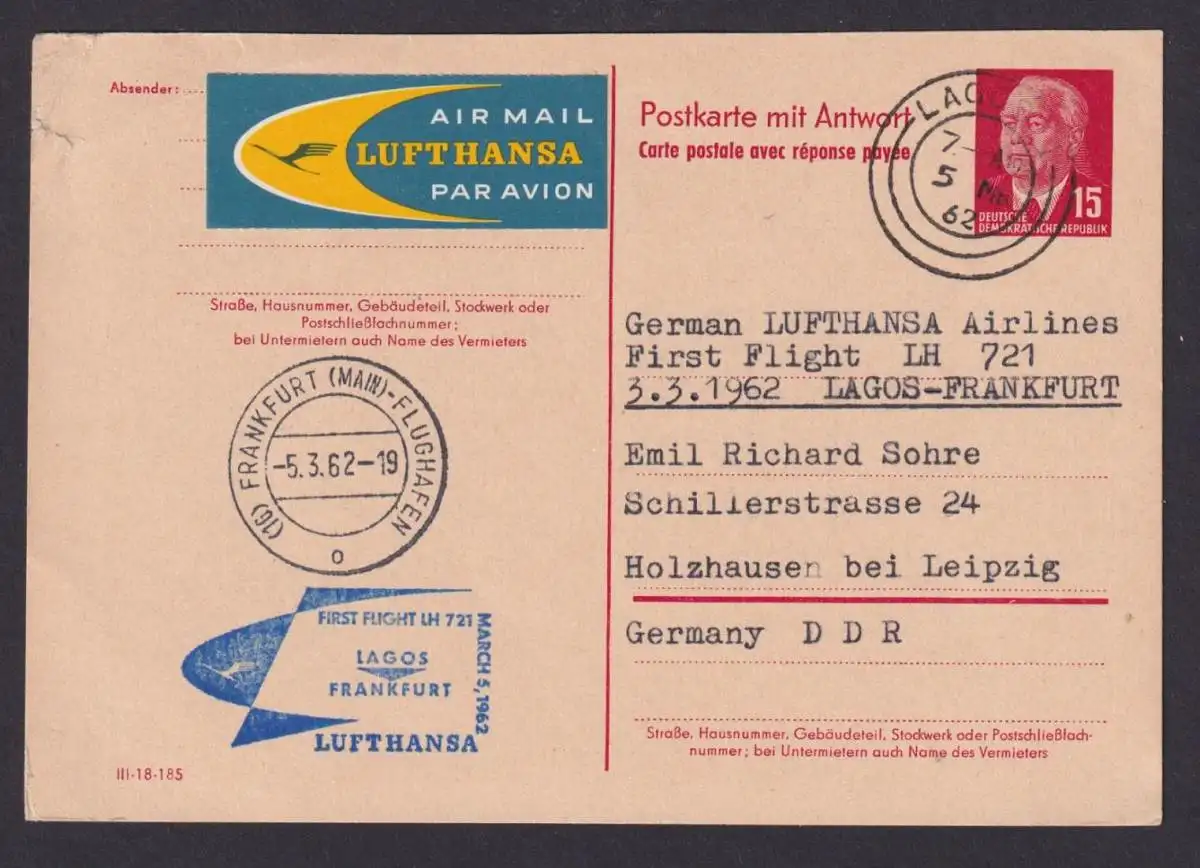 Absender:
AIR MAIL
LUFTHANSA
PAR AVION
Straße, Hausnummer, Gebäudeteil, Stockwerk oder
Postschließfachnummer;
bei Untermietern auch Name des Vermieters
(16) FRANKFURT (MAIN)-FLUGHAFEN
-5.3.62-19
o
FIRST FLIGHT LH 721
MARCH 5, 1962
LAGOS
FRANKFURT
LUFTHANSA
III-18-185
Postkarte mit Antwort
Carte postale avec réponse payée
7
5
62
15
DEUTSCHE
DEMOKRATISCHE REPUBLIK
German LUFTHANSA Airlines
First Flight LH 721
3.3.1962 LAGOS-FRANKFURT
Emil Richard Sohre
Schillerstrasse 24
Holzhausen bei Leipzig
Germany D D R
Straße, Hausnummer, Gebäudeteil, Stockwerk oder Postschließfach-
nummer; bei Untermietern auch Name des Vermieters